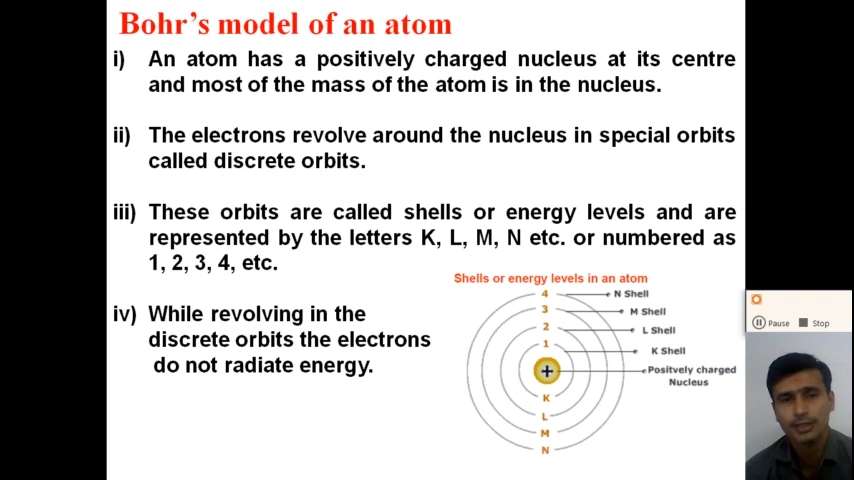 Bohr's model of an atom
i) An atom has a positively charged nucleus at its centre
and most of the mass of the atom is in the nucleus.
ii) The electrons revolve around the nucleus in special orbits
called discrete orbits.
iii) These orbits are called shells or energy levels and are
represented by the letters K, L, M, N etc. or numbered as
1, 2, 3, 4, etc.
iv) While revolving in the
discrete orbits the electrons
do not radiate energy.
Shells or energy levels in an atom
4 N Shell
3 M Shell
2 L Shell
1 K Shell
+ Positvely charged
Nucleus
K
L
M
N
Pause Stop